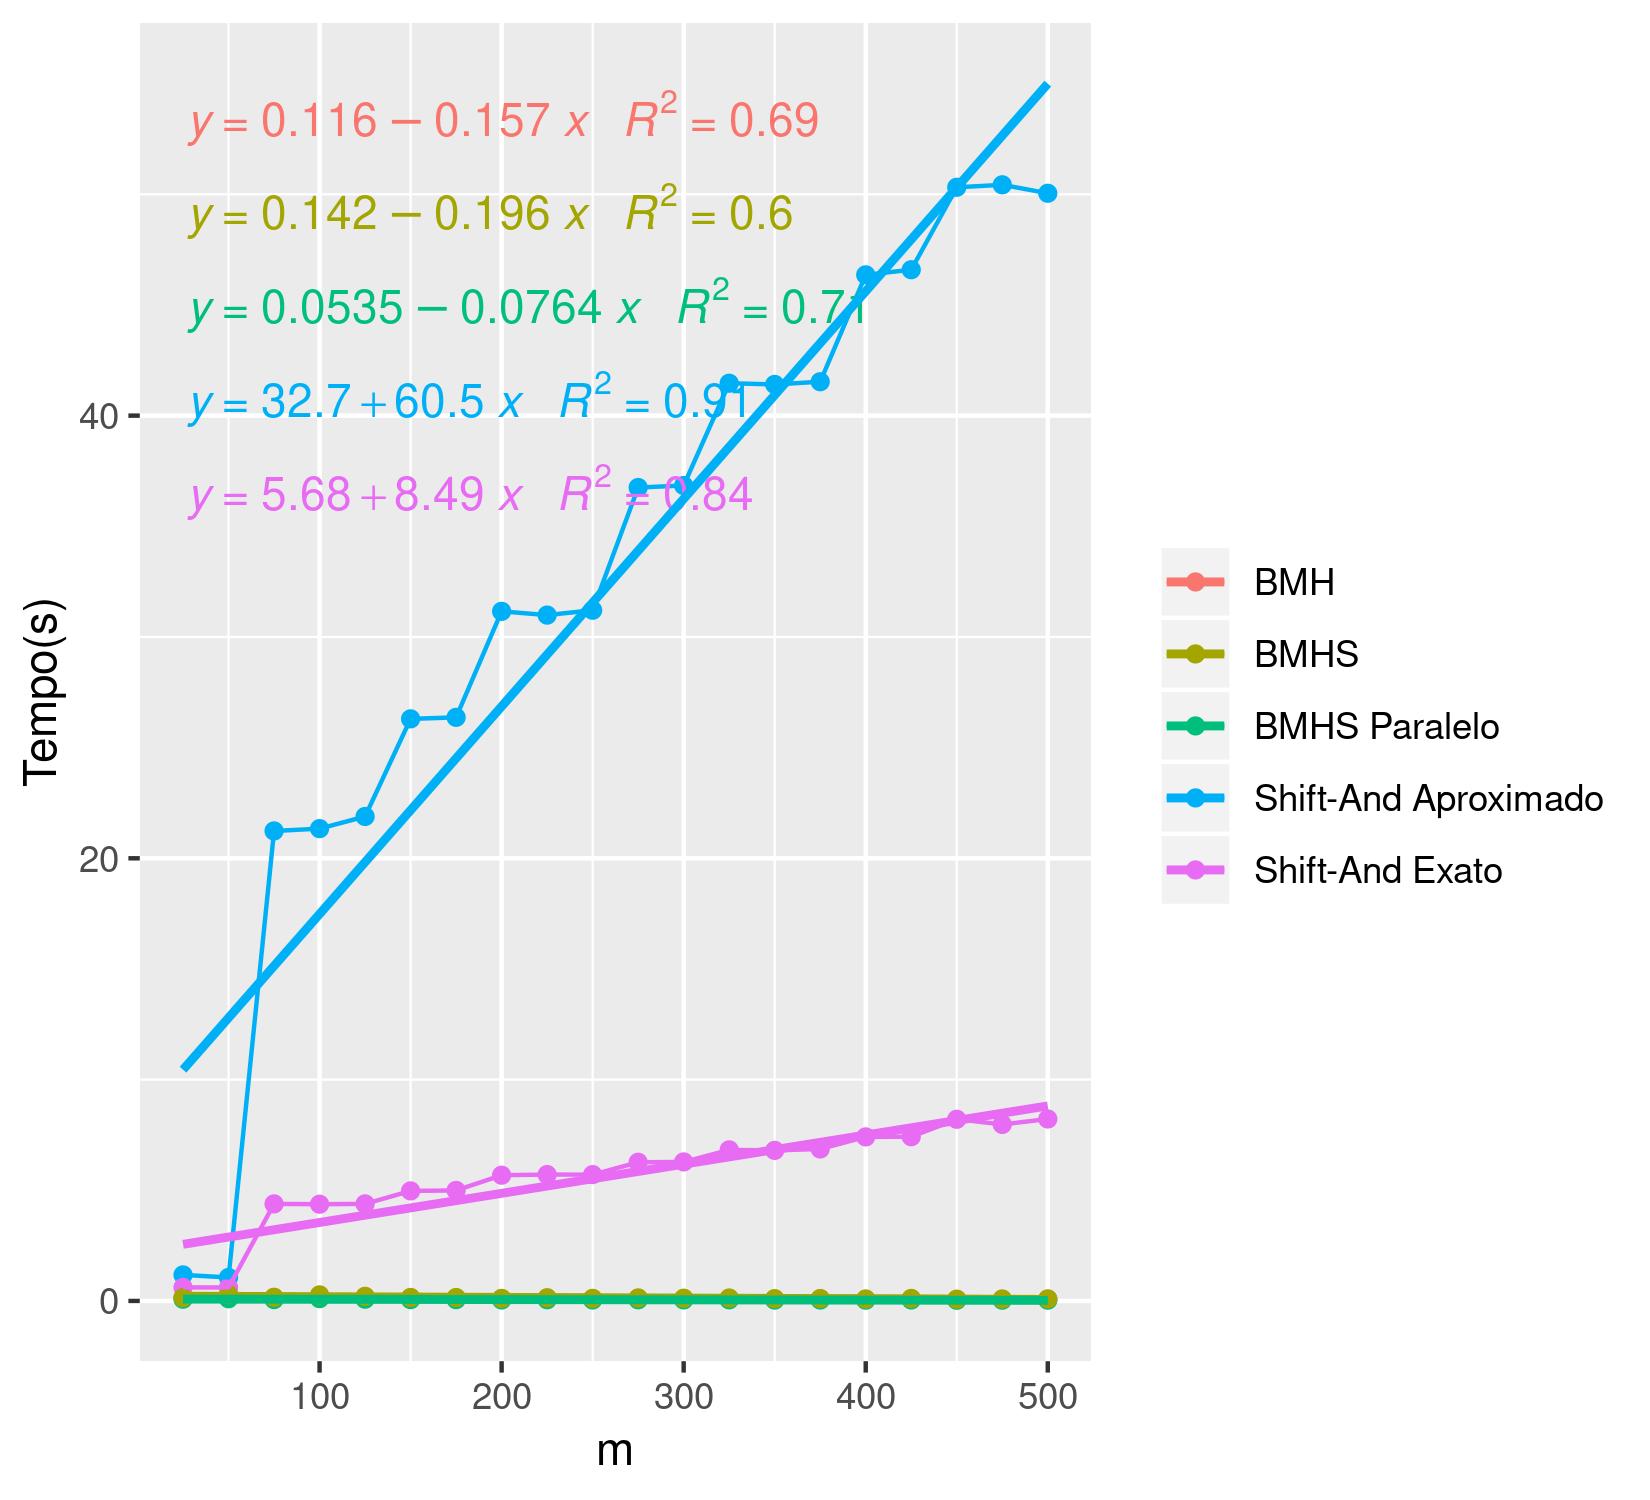 y = 0.116 − 0.157 x R² = 0.69
y = 0.142 − 0.196 x R² = 0.6
y = 0.0535 − 0.0764 x R² = 0.71
y = 32.7 + 60.5 x R² = 0.91
y = 5.68 + 8.49 x R² = 0.84
40
20
0
Tempo(s)
100 200 300 400 500
m
BMH
BMHS
BMHS Paralelo
Shift-And Aproximado
Shift-And Exato